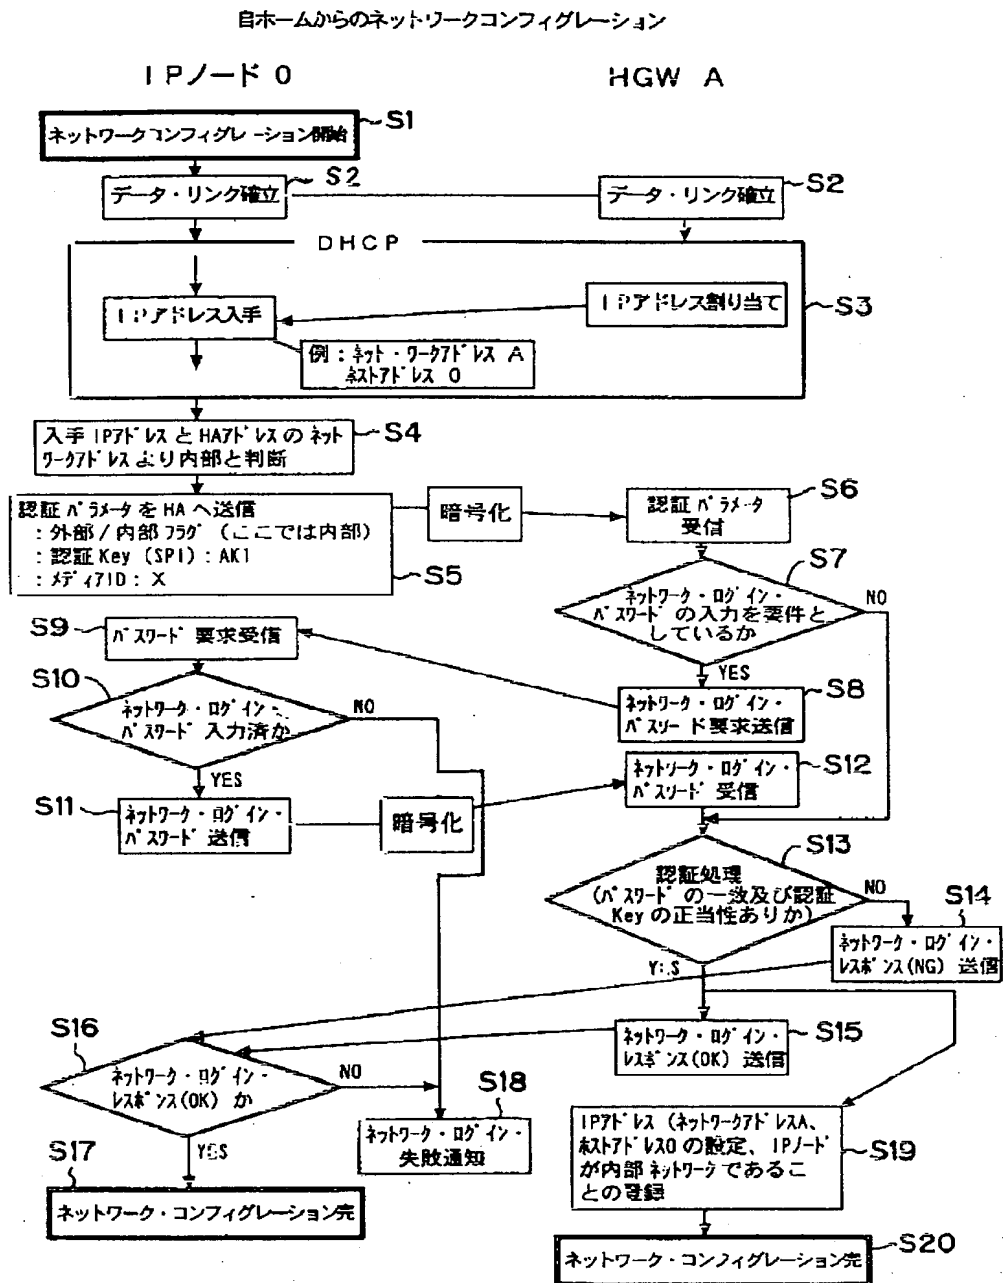 自ホームからのネットワークコンフィグレーション
IPノード 0
HGW A
ネットワークコンフィグレーション開始
S1
データ・リンク確立
S2
データ・リンク確立
S2
DHCP
IPアドレス入手
IPアドレス割り当て
S3
例:ネット・ワークアドレス A
ホストアドレス 0
入手IPアドレスとHAアドレスのネット
ワークアドレスより内部と判断
S4
認証パラメータをHAへ送信
:外部/内部フラグ(ここでは内部)
:認証Key (SPI):AK1
:メディアID:X
S5
暗号化
認証パラメータ
受信
S6
ネットワーク・ログイン・
パスワードの入力を要件と
しているか
S7
NO
YES
S9
パスワード要求受信
S10
ネットワーク・ログイン・
パスワード入力済か
NO
YES
ネットワーク・ログイン・
パスワード要求送信
S8
S11
ネットワーク・ログイン・
パスワード送信
暗号化
ネットワーク・ログイン・
パスワード受信
S12
認証処理
(パスワードの一致及び認証
Keyの正当性ありか)
S13
NO
YES
S14
ネットワーク・ログイン・
レスポンス(NG)送信
ネットワーク・ログイン・
レスポンス(OK)送信
S15
S16
ネットワーク・ログイン・
レスポンス(OK)か
NO
YES
S18
ネットワーク・ログイン・
失敗通知
S17
ネットワーク・コンフィグレーション完
IPアドレス(ネットワークアドレスA、
ホストアドレス0の設定、IPノード
が内部ネットワークであるこ
との登録
S19
ネットワーク・コンフィグレーション完
S20